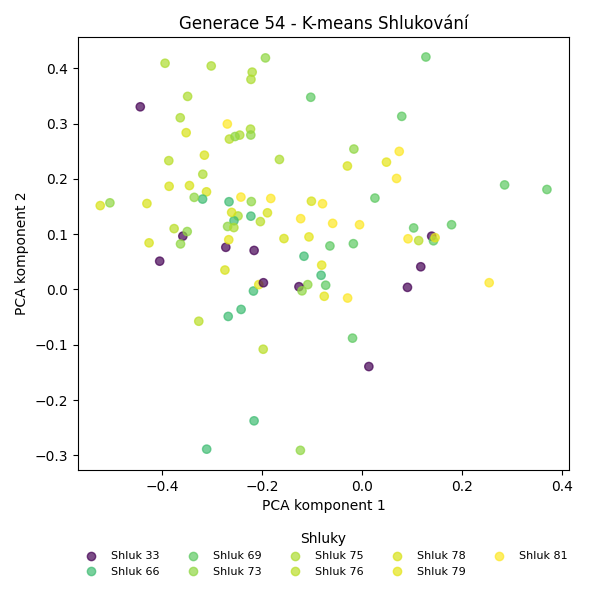 Generace 54 - K-means Shlukování
0.4
0.3
0.2
0.1
0.0
−0.1
−0.2
−0.3
PCA komponent 2
−0.4 −0.2 0.0 0.2 0.4
PCA komponent 1
Shluky
Shluk 33 Shluk 69 Shluk 75 Shluk 78 Shluk 81
Shluk 66 Shluk 73 Shluk 76 Shluk 79